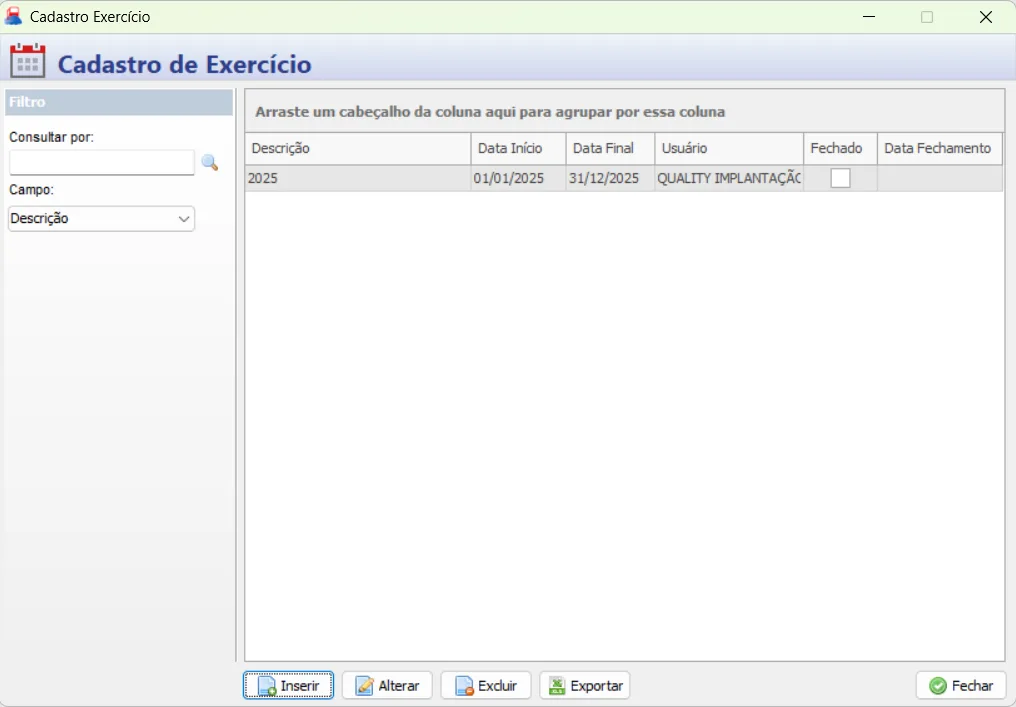 Cadastro Exercício
Cadastro de Exercício
Filtro
Consultar por:
Campo:
Descrição
Arraste um cabeçalho da coluna aqui para agrupar por essa coluna
Descrição Data Início Data Final Usuário Fechado Data Fechamento
2025 01/01/2025 31/12/2025 QUALITY IMPLANTAÇÃO
Inserir Alterar Excluir Exportar Fechar